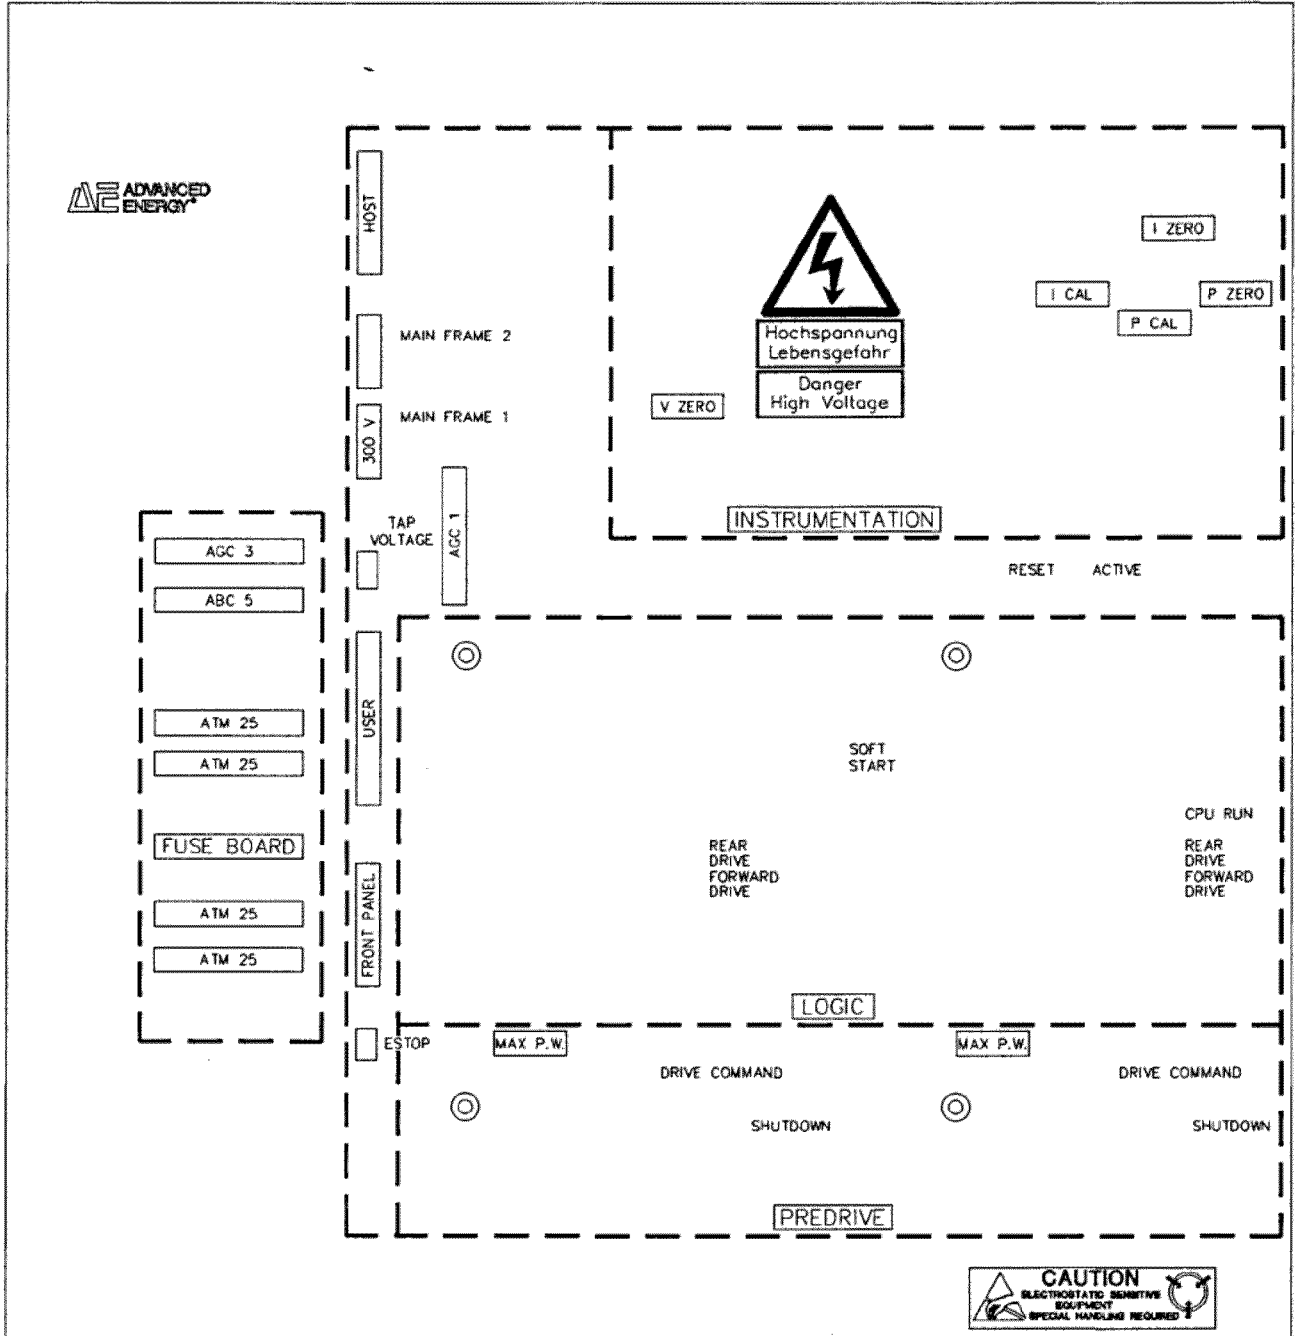 ADVANCED
ENERGY®
HOST
I ZERO
I CAL
P ZERO
P CAL
MAIN FRAME 2
Hochspannung
Lebensgefahr
Danger
High Voltage
V ZERO
300 V
MAIN FRAME 1
TAP
VOLTAGE
AGC 1
INSTRUMENTATION
AGC 3
ABC 5
RESET
ACTIVE
USER
ATM 25
ATM 25
SOFT
START
CPU RUN
FUSE BOARD
REAR
DRIVE
FORWARD
DRIVE
REAR
DRIVE
FORWARD
DRIVE
FRONT PANEL
ATM 25
ATM 25
LOGIC
ESTOP
MAX P.W.
MAX P.W.
DRIVE COMMAND
DRIVE COMMAND
SHUTDOWN
SHUTDOWN
PREDRIVE
CAUTION
ELECTROSTATIC SENSITIVE
EQUIPMENT
SPECIAL HANDLING REQUIRED